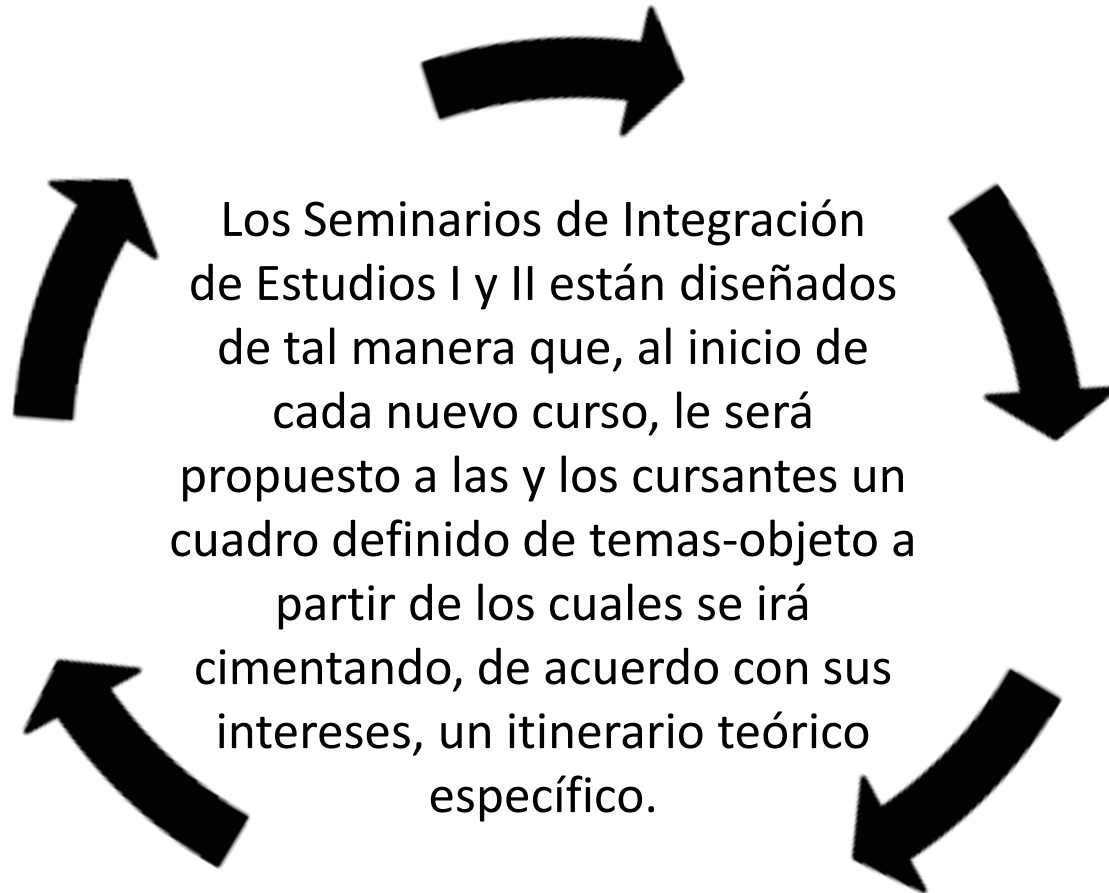 Los Seminarios de Integración
de Estudios I y II están diseñados
de tal manera que, al inicio de
cada nuevo curso, le será
propuesto a las y los cursantes un
cuadro definido de temas-objeto a
partir de los cuales se irá
cimentando, de acuerdo con sus
intereses, un itinerario teórico
específico.